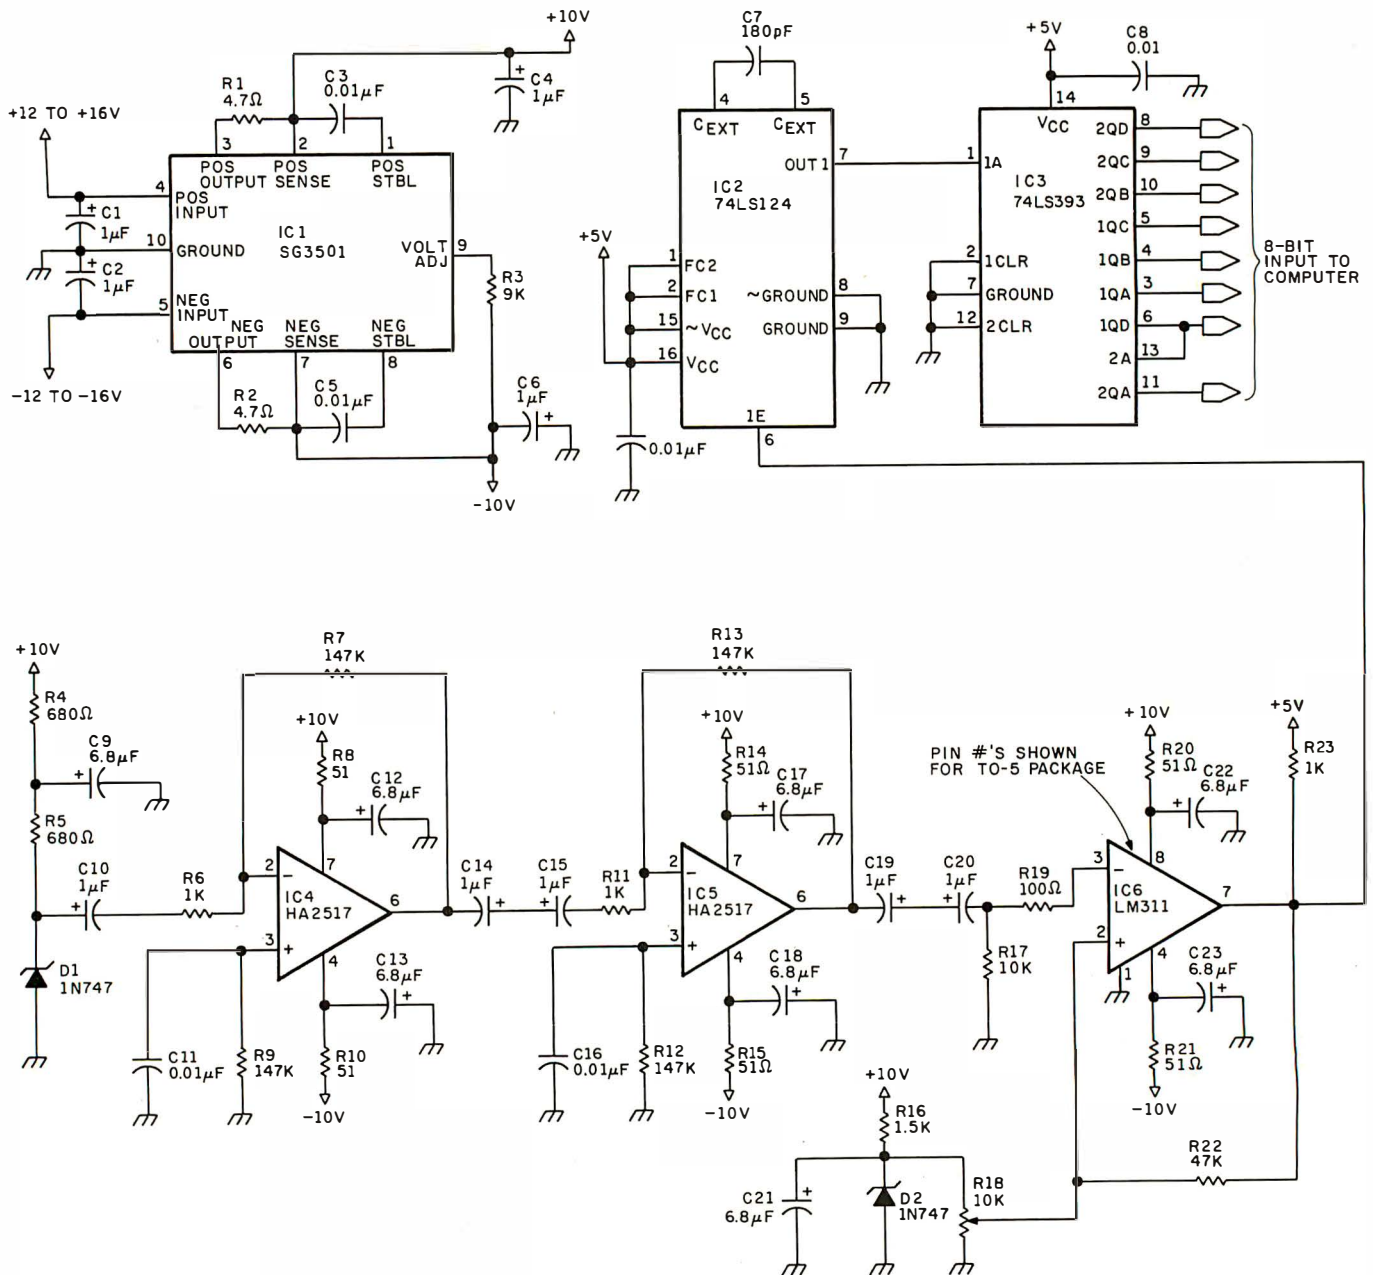 +10V
R1
4.7Ω
C3
0.01μF
+
C4
1μF
+12 TO +16V
3
2
1
POS
OUTPUT
POS
SENSE
POS
STBL
4
POS
INPUT
+
C1
1μF
IC1
SG3501
10
GROUND
VOLT
ADJ
9
+
C2
1μF
R3
9K
5
NEG
INPUT
NEG
OUTPUT
NEG
SENSE
NEG
STBL
6
7
8
-12 TO -16V
R2
4.7Ω
C5
0.01μF
C6
1μF
+
-10V
C7
180pF
4
5
CEXT
CEXT
OUT1
7
IC2
74LS124
+5V
1
FC2
2
FC1
15
~VCC
16
VCC
~GROUND
8
GROUND
9
1E
6
0.01μF
+5V
C8
0.01
14
VCC
1
1A
IC3
74LS393
2
1CLR
7
GROUND
12
2CLR
2QD
8
2QC
9
2QB
10
1QC
5
1QB
4
1QA
3
1QD
6
2A
13
2QA
11
8-BIT
INPUT TO
COMPUTER
+10V
R4
680Ω
C9
6.8μF
+
R5
680Ω
C10
1μF
+
R6
1K
D1
1N747
R7
147K
+10V
R8
51
C12
6.8μF
+
2
-
7
IC4
HA2517
6
3
+
4
C13
6.8μF
+
C11
0.01μF
R9
147K
R10
51
-10V
C14
1μF
+
C15
1μF
+
R11
1K
R13
147K
+10V
R14
51Ω
C17
6.8μF
+
2
-
7
IC5
HA2517
6
3
+
4
C18
6.8μF
+
C16
0.01μF
R12
147K
R15
51Ω
-10V
C19
1μF
+
C20
1μF
+
R19
100Ω
R17
10K
PIN #'S SHOWN
FOR TO-5 PACKAGE
+10V
R20
51Ω
C22
6.8μF
+
+5V
R23
1K
3
-
8
IC6
LM311
7
2
+
1
4
C23
6.8μF
+
R21
51Ω
-10V
R22
47K
+10V
R16
1.5K
C21
6.8μF
+
D2
1N747
R18
10K